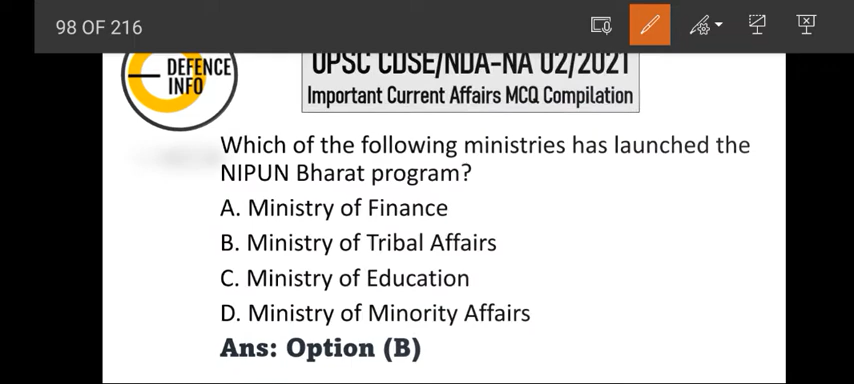 98 OF 216
DEFENCE
INFO
UPSC CDSE/NDA-NA 02/2021
Important Current Affairs MCQ Compilation
Which of the following ministries has launched the
NIPUN Bharat program?
A. Ministry of Finance
B. Ministry of Tribal Affairs
C. Ministry of Education
D. Ministry of Minority Affairs
Ans: Option (B)